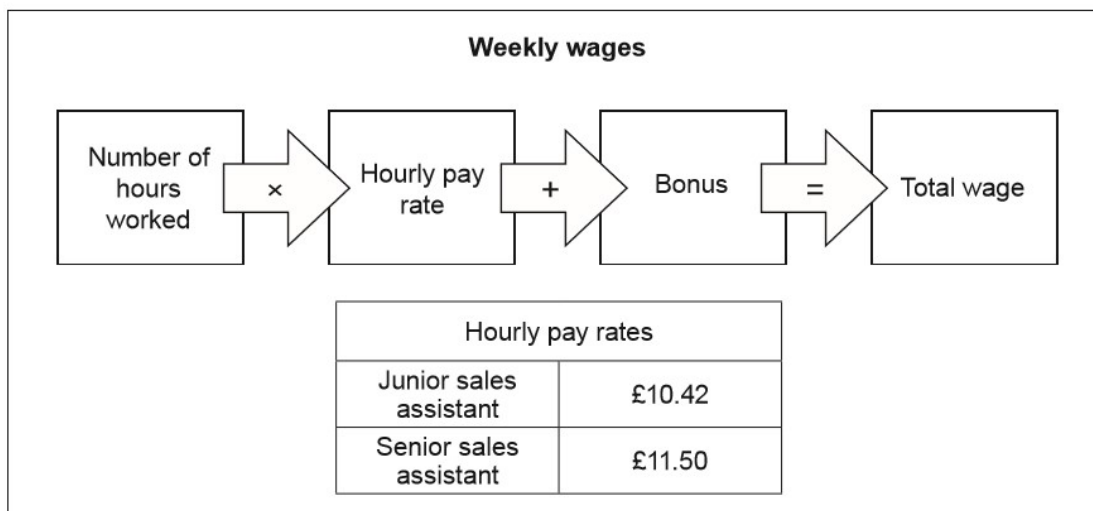 Weekly wages
Number of
hours
worked
×
Hourly pay
rate
+
Bonus
=
Total wage
Hourly pay rates
Junior sales
assistant
£10.42
Senior sales
assistant
£11.50